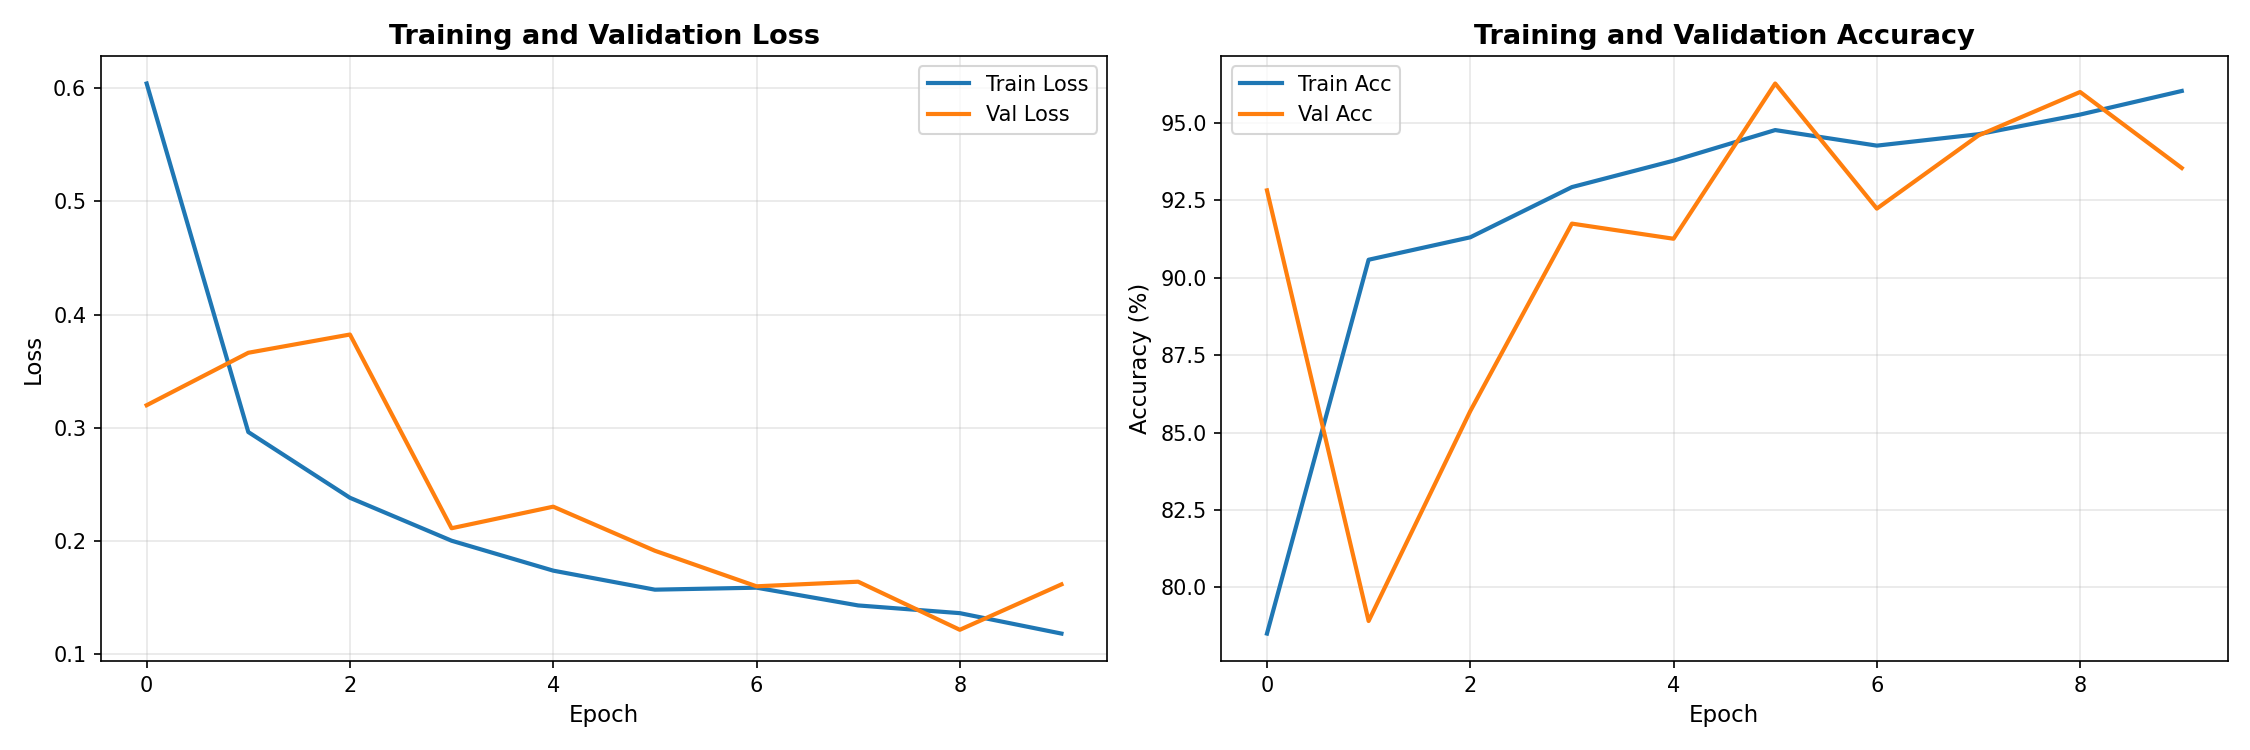 Training and Validation Loss
Train Loss
Val Loss
0.6
0.5
0.4
0.3
0.2
0.1
Loss
0 2 4 6 8
Epoch
Training and Validation Accuracy
Train Acc
Val Acc
95.0
92.5
90.0
87.5
85.0
82.5
80.0
Accuracy (%)
0 2 4 6 8
Epoch